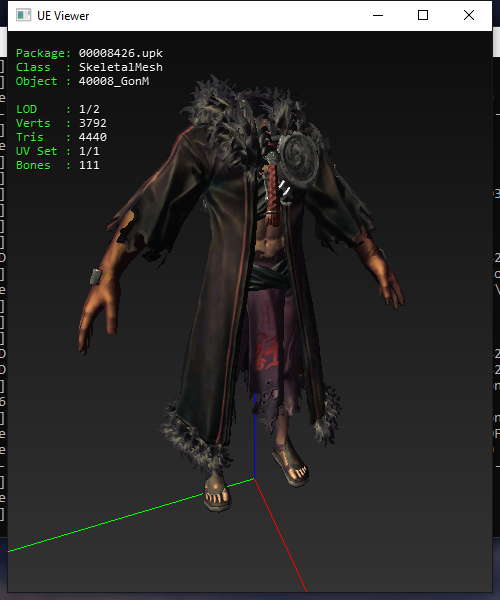 UE Viewer
Package: 00008426.upk
Class : SkeletalMesh
Object : 40008_GonM
LOD : 1/2
Verts : 3792
Tris : 4440
UV Set : 1/1
Bones : 111